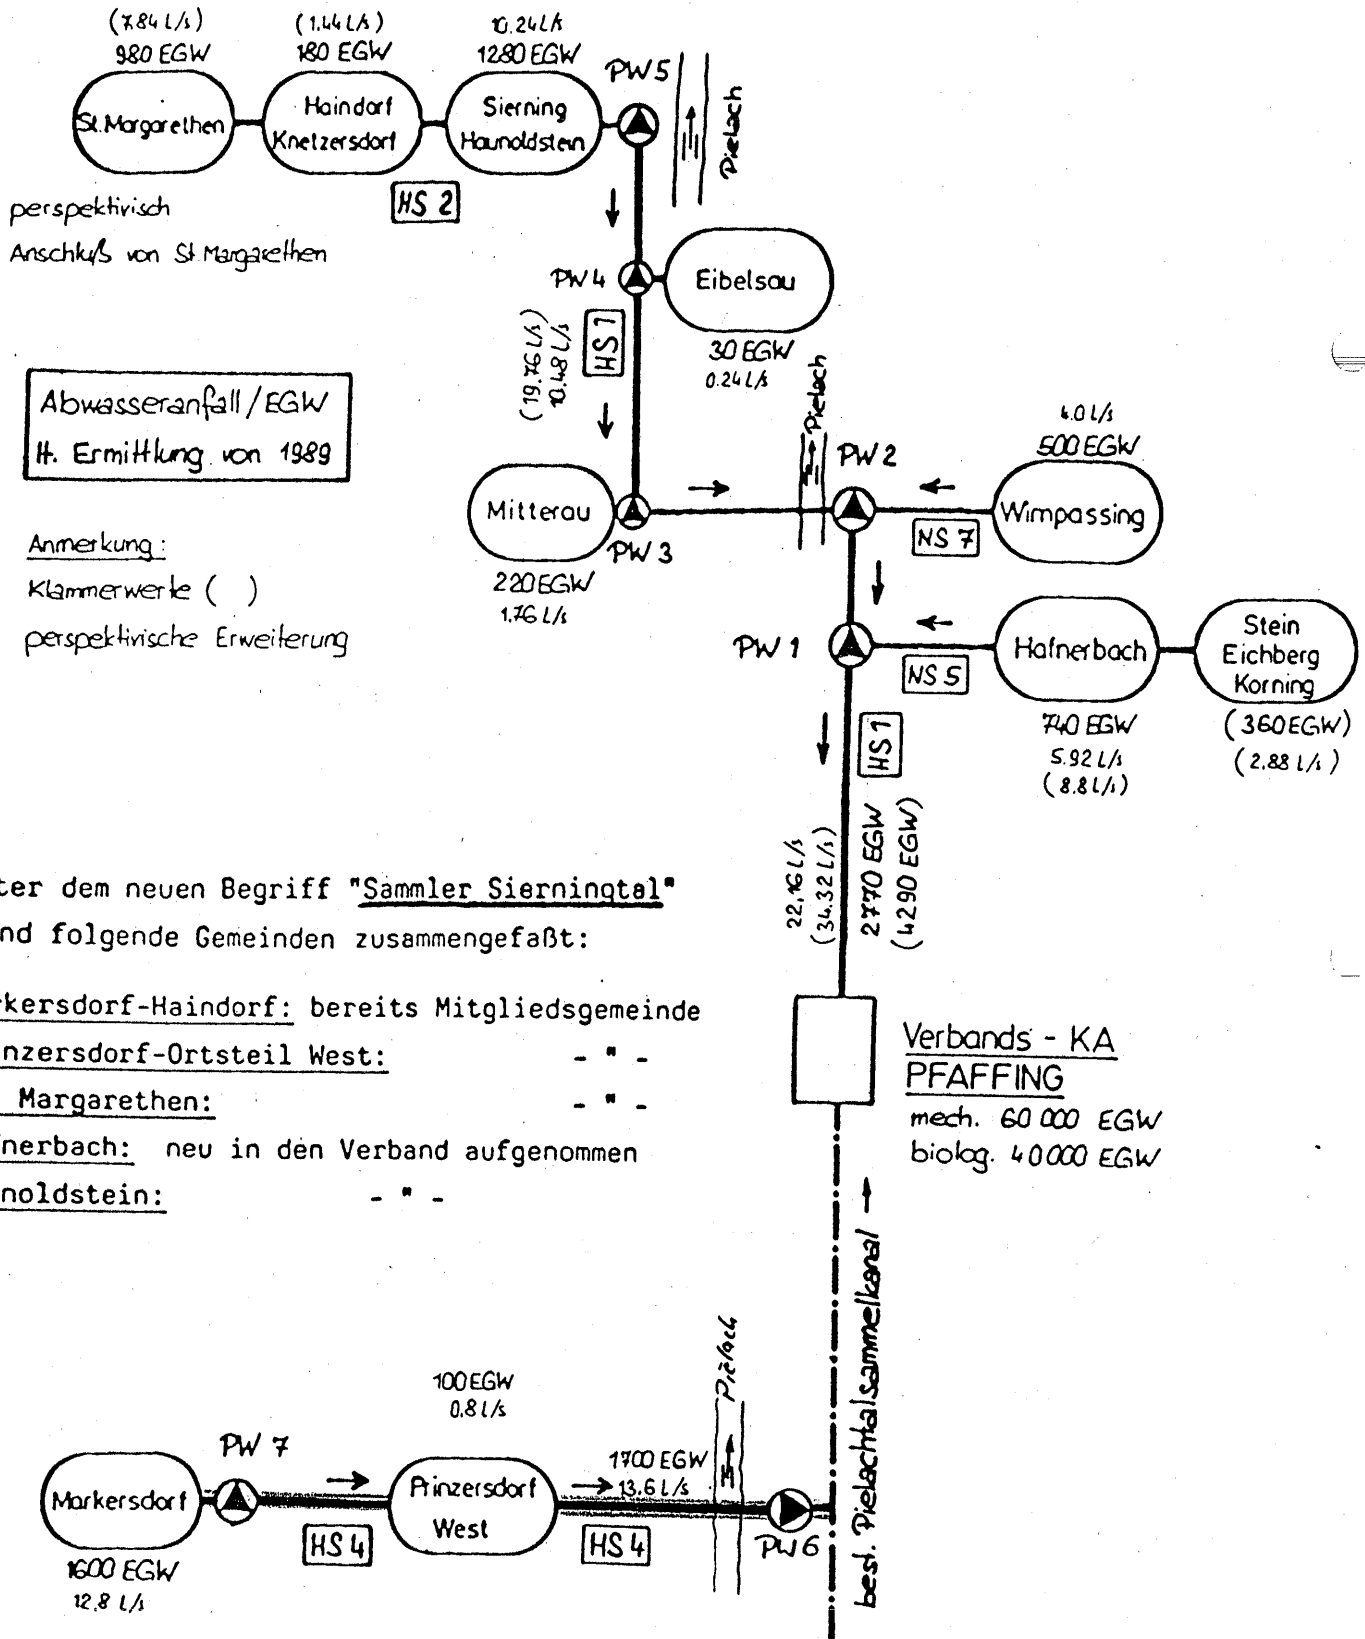 (7.84 L/s)
980 EGW
(1.44 L/s)
180 EGW
10.24 L/s
1280 EGW
PW 5
St. Margarethen
Haindorf
Knetzersdorf
Sierning
Haunoldstein
Pielach
HS 2
perspektivisch
Anschluß von St. Margarethen
PW 4
Eibelsau
30 EGW
0.24 L/s
(19.76 L/s)
10.48 L/s
HS 1
Abwasseranfall/EGW
lt. Ermittlung von 1989
Pielach
Mitterau
PW 3
220 EGW
1.76 L/s
PW 2
4.0 L/s
500 EGW
Wimpassing
NS 7
Anmerkung:
Klammerwerte ( )
perspektivische Erweiterung
PW 1
NS 5
Hafnerbach
740 EGW
5.92 L/s
(8.8 L/s)
Stein
Eichberg
Korning
(360 EGW)
(2.88 L/s)
HS 1
22,16 L/s
(34.32 L/s)
2770 EGW
(4290 EGW)
ter dem neuen Begriff "Sammler Sierningtal"
nd folgende Gemeinden zusammengefaßt:
rkersdorf-Haindorf: bereits Mitgliedsgemeinde
inzersdorf-Ortsteil West: - " -
Margarethen: - " -
fnerbach: neu in den Verband aufgenommen
noldstein: - " -
Verbands - KA
PFAFFING
mech. 60 000 EGW
biolog. 40 000 EGW
best. Pielachtalsammelkanal
100 EGW
0.8 L/s
PW 7
Markersdorf
1600 EGW
12.8 L/s
HS 4
Prinzersdorf
West
1700 EGW
13.6 L/s
HS 4
Pielach
PW 6